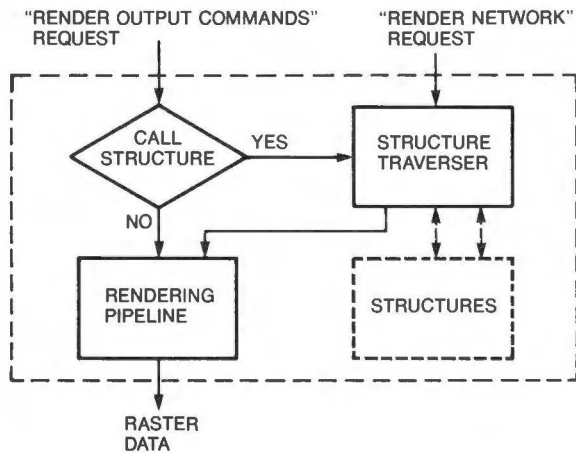 "RENDER OUTPUT COMMANDS"
REQUEST
"RENDER NETWORK"
REQUEST
CALL
STRUCTURE
YES
STRUCTURE
TRAVERSER
NO
RENDERING
PIPELINE
STRUCTURES
RASTER
DATA